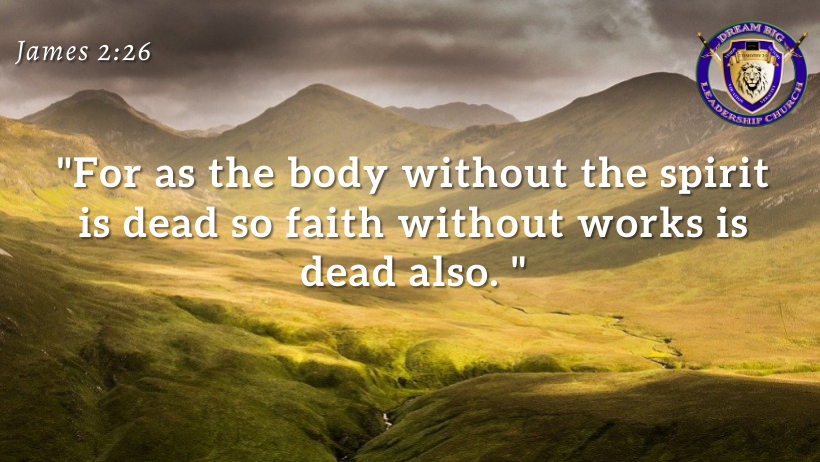 James 2:26
DREAM BIG
LEADERSHIP CHURCH
"For as the body without the spirit
is dead so faith without works is
dead also. "